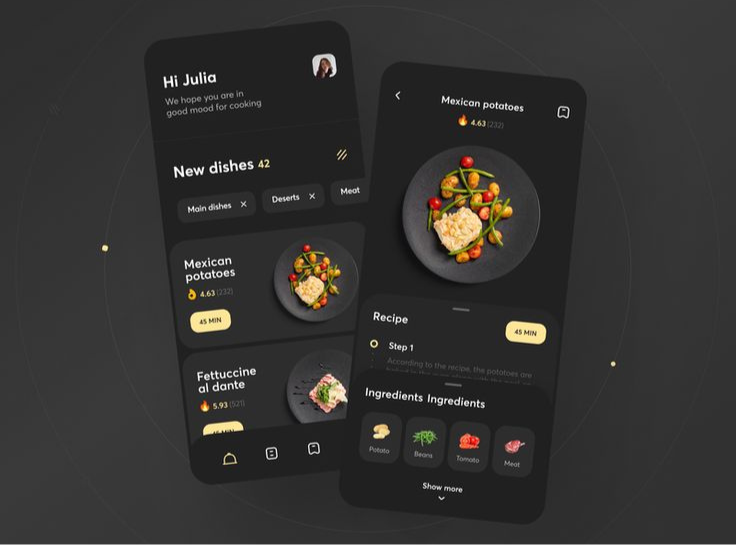 Hi Julia
We hope you are in
good mood for cooking
New dishes 42
Main dishes ×
Deserts ×
Meat
Mexican
potatoes
👌 4.63 (232)
45 MIN
Fettuccine
al dante
🔥 5.93 (521)
45 MIN
Mexican potatoes
🔥 4.63 (232)
Recipe
45 MIN
Step 1
According to the recipe, the potatoes are
Ingredients Ingredients
Potato
Beans
Tomato
Meat
Show more